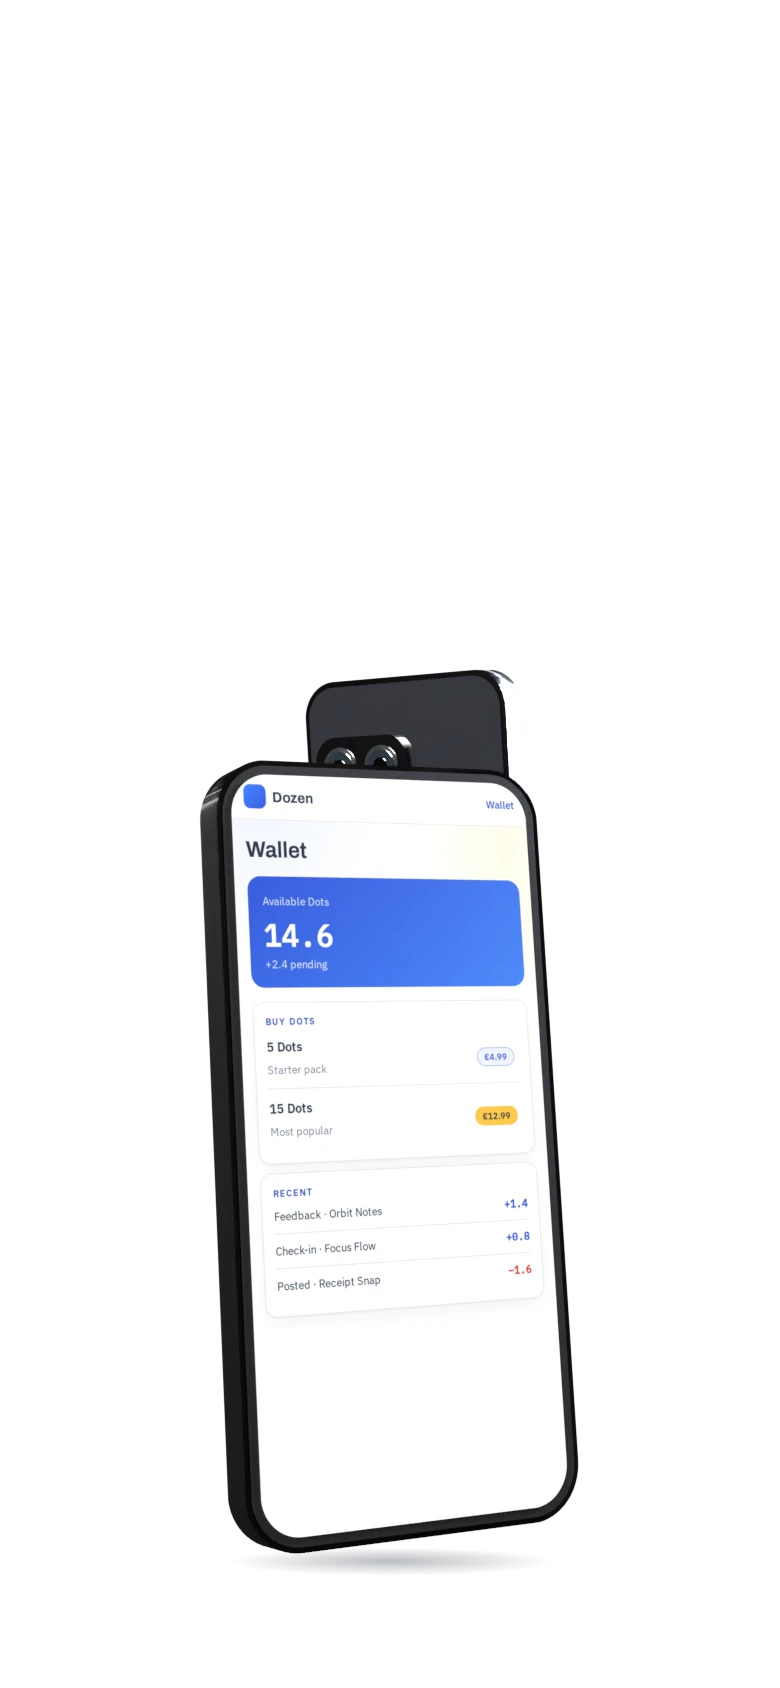 Dozen
Wallet
Wallet
Available Dots
14.6
+2.4 pending
BUY DOTS
5 Dots
Starter pack
€4.99
15 Dots
Most popular
€12.99
RECENT
Feedback · Orbit Notes
+1.4
Check-in · Focus Flow
+0.8
Posted · Receipt Snap
−1.6